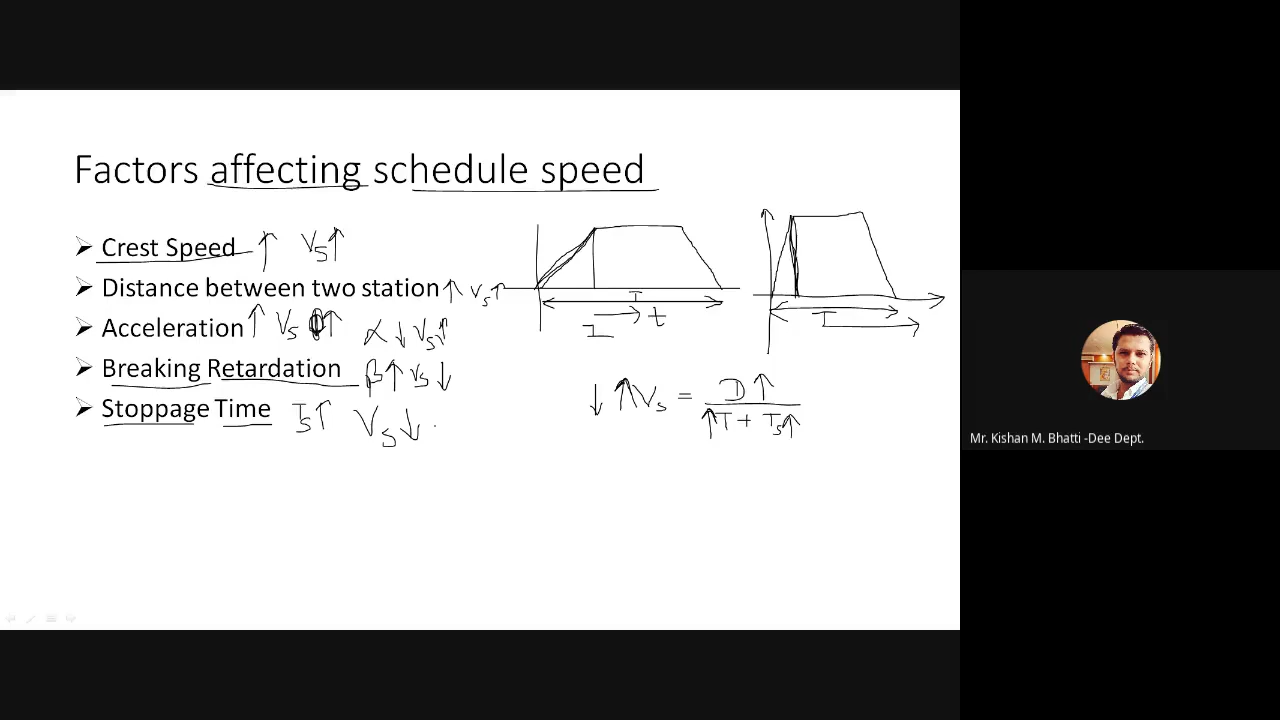 Factors affecting schedule speed
➢ Crest Speed ↑ Vs↑
➢ Distance between two station ↑ Vs↑
➢ Acceleration ↑ Vs ↑ α ↓ Vs↑
➢ Breaking Retardation β↑ Vs ↓
➢ Stoppage Time Ts↑ Vs↓
T
t
T
↓ ↑Vs = D↑
↑T + Ts↑
Mr. Kishan M. Bhatti -Dee Dept.